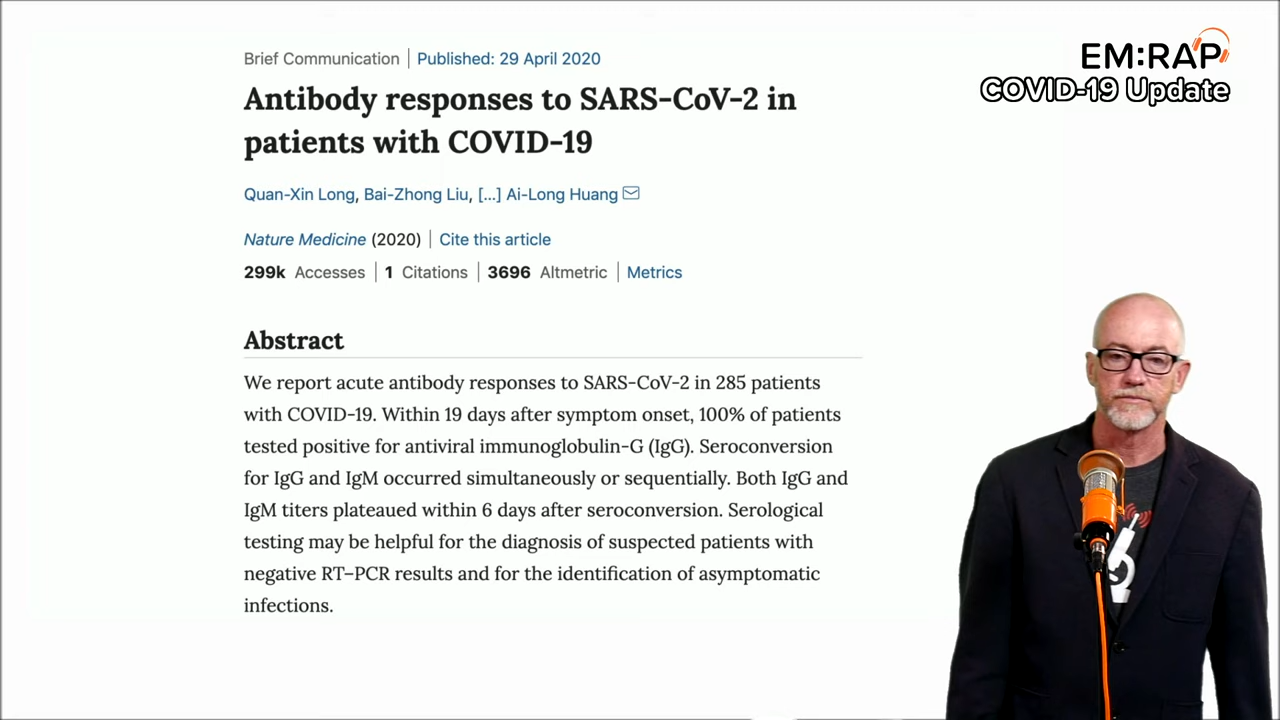 Brief Communication | Published: 29 April 2020
Antibody responses to SARS-CoV-2 in
patients with COVID-19
Quan-Xin Long, Bai-Zhong Liu, [...] Ai-Long Huang
Nature Medicine (2020) | Cite this article
299k Accesses | 1 Citations | 3696 Altmetric | Metrics
Abstract
We report acute antibody responses to SARS-CoV-2 in 285 patients
with COVID-19. Within 19 days after symptom onset, 100% of patients
tested positive for antiviral immunoglobulin-G (IgG). Seroconversion
for IgG and IgM occurred simultaneously or sequentially. Both IgG and
IgM titers plateaued within 6 days after seroconversion. Serological
testing may be helpful for the diagnosis of suspected patients with
negative RT–PCR results and for the identification of asymptomatic
infections.
EM:RAP
COVID-19 Update